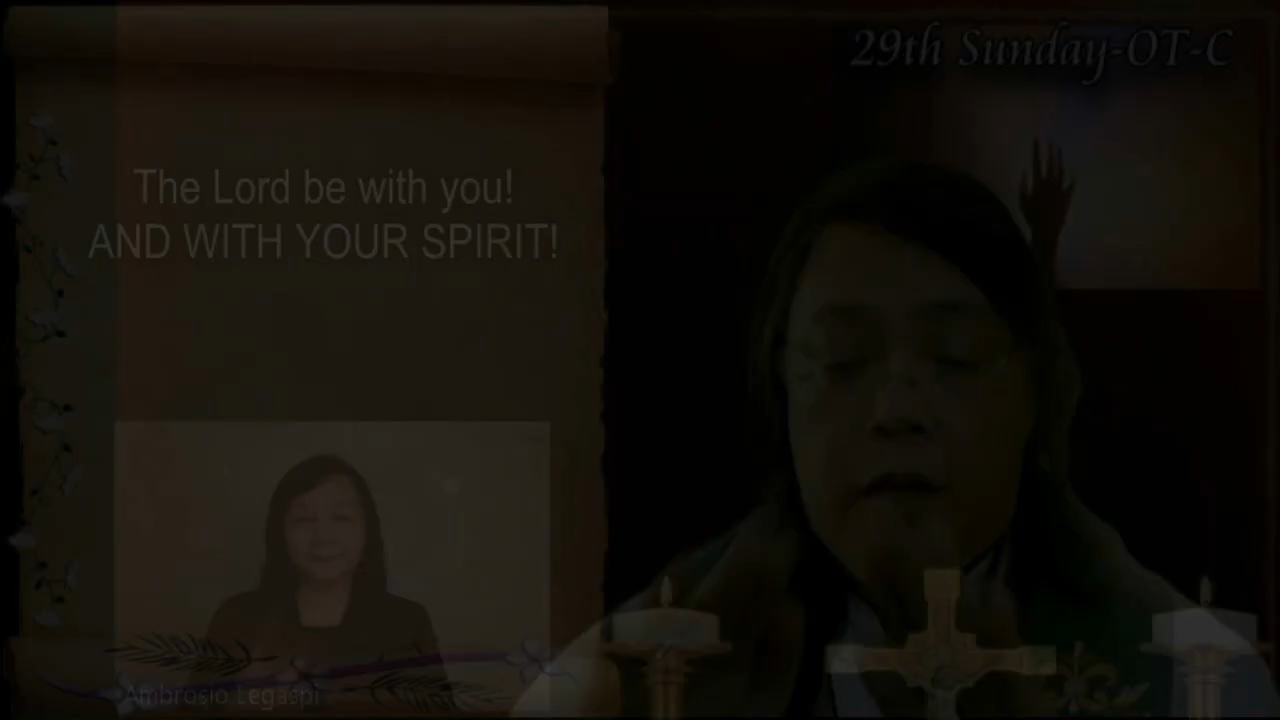 29th Sunday-OT-C
The Lord be with you!
AND WITH YOUR SPIRIT!
Ambrosio Legaspi